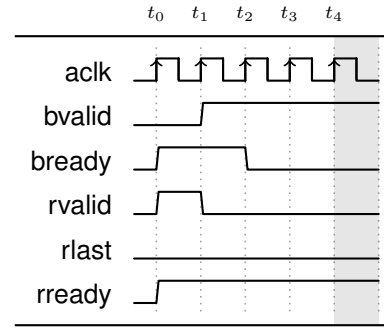 t0 t1 t2 t3 t4
aclk
bvalid
bready
rvalid
rlast
rready